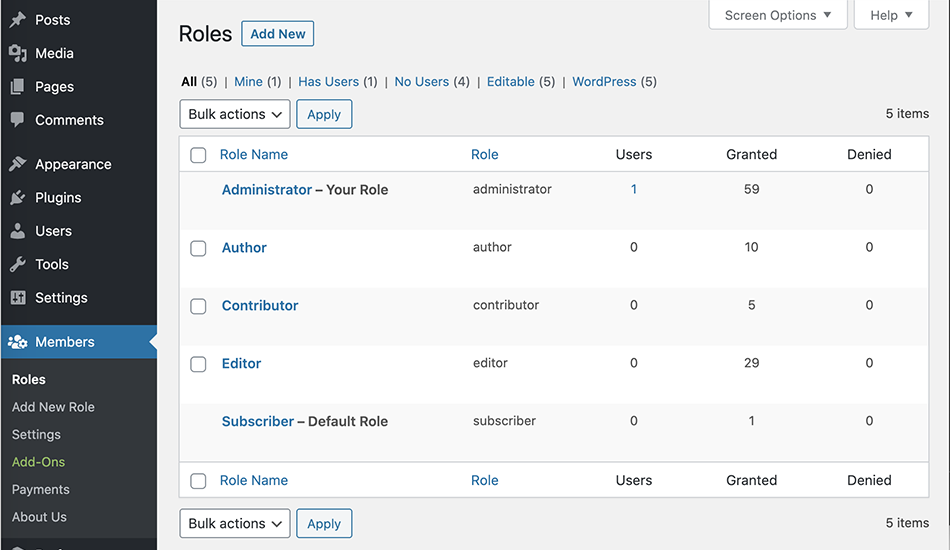 Posts
Media
Pages
Comments
Appearance
Plugins
Users
Tools
Settings
Members
Roles
Add New Role
Settings
Add-Ons
Payments
About Us
Screen Options ▼
Help ▼
Roles Add New
All (5) | Mine (1) | Has Users (1) | No Users (4) | Editable (5) | WordPress (5)
Bulk actions Apply 5 items
Role Name Role Users Granted Denied
Administrator – Your Role administrator 1 59 0
Author author 0 10 0
Contributor contributor 0 5 0
Editor editor 0 29 0
Subscriber – Default Role subscriber 0 1 0
Role Name Role Users Granted Denied
Bulk actions Apply 5 items